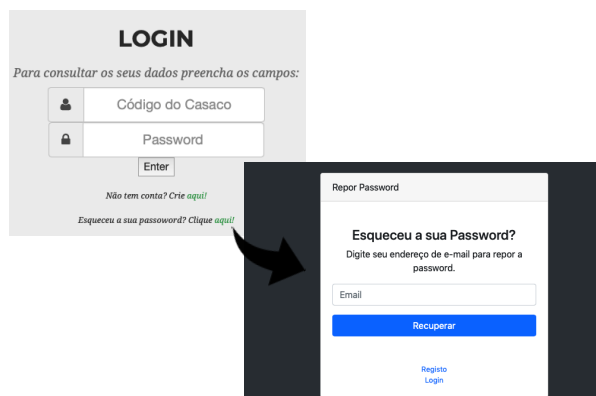 LOGIN
Para consultar os seus dados preencha os campos:
Código do Casaco
Password
Enter
Não tem conta? Crie aqui!
Esqueceu a sua passoword? Clique aqui!
Repor Password
Esqueceu a sua Password?
Digite seu endereço de e-mail para repor a
password.
Email
Recuperar
Registo
Login